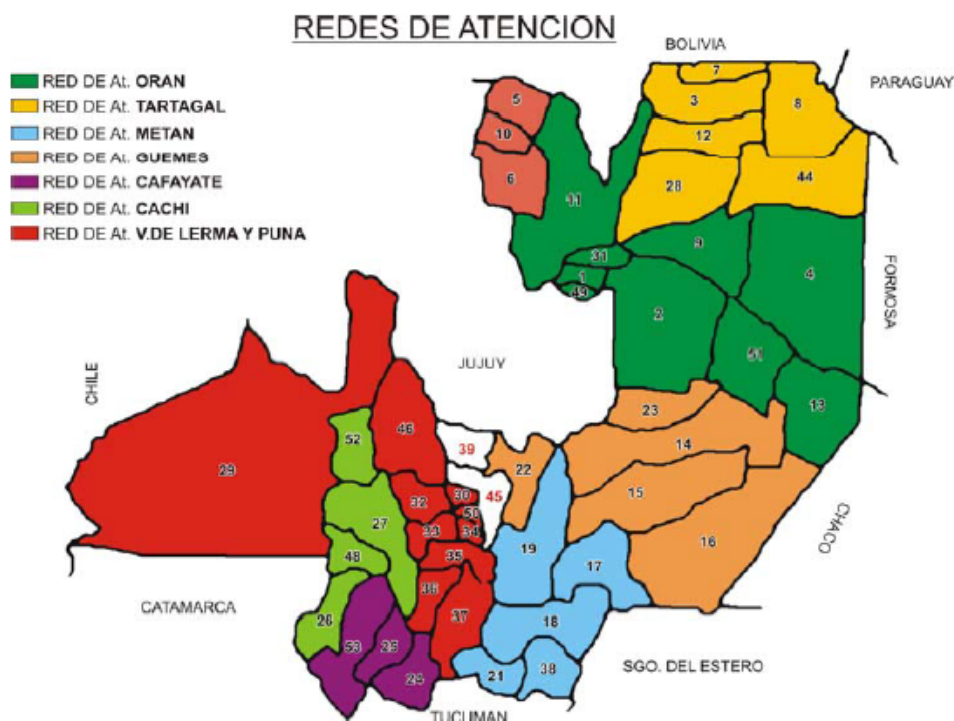 REDES DE ATENCION
RED DE At. ORAN
RED DE At. TARTAGAL
RED DE At. METAN
RED DE At. GUEMES
RED DE At. CAFAYATE
RED DE At. CACHI
RED DE At. V.DE LERMA Y PUNA
BOLIVIA
PARAGUAY
7
5
3
8
10
12
6
28
44
11
9
31
4
1
49
2
FORMOSA
51
JUJUY
CHILE
13
23
46
52
39
14
22
29
15
45
30
32
27
50
33
34
16
CHACO
19
35
48
17
36
CATAMARCA
26
37
18
53
25
SGO. DEL ESTERO
38
21
24
TUCUMAN